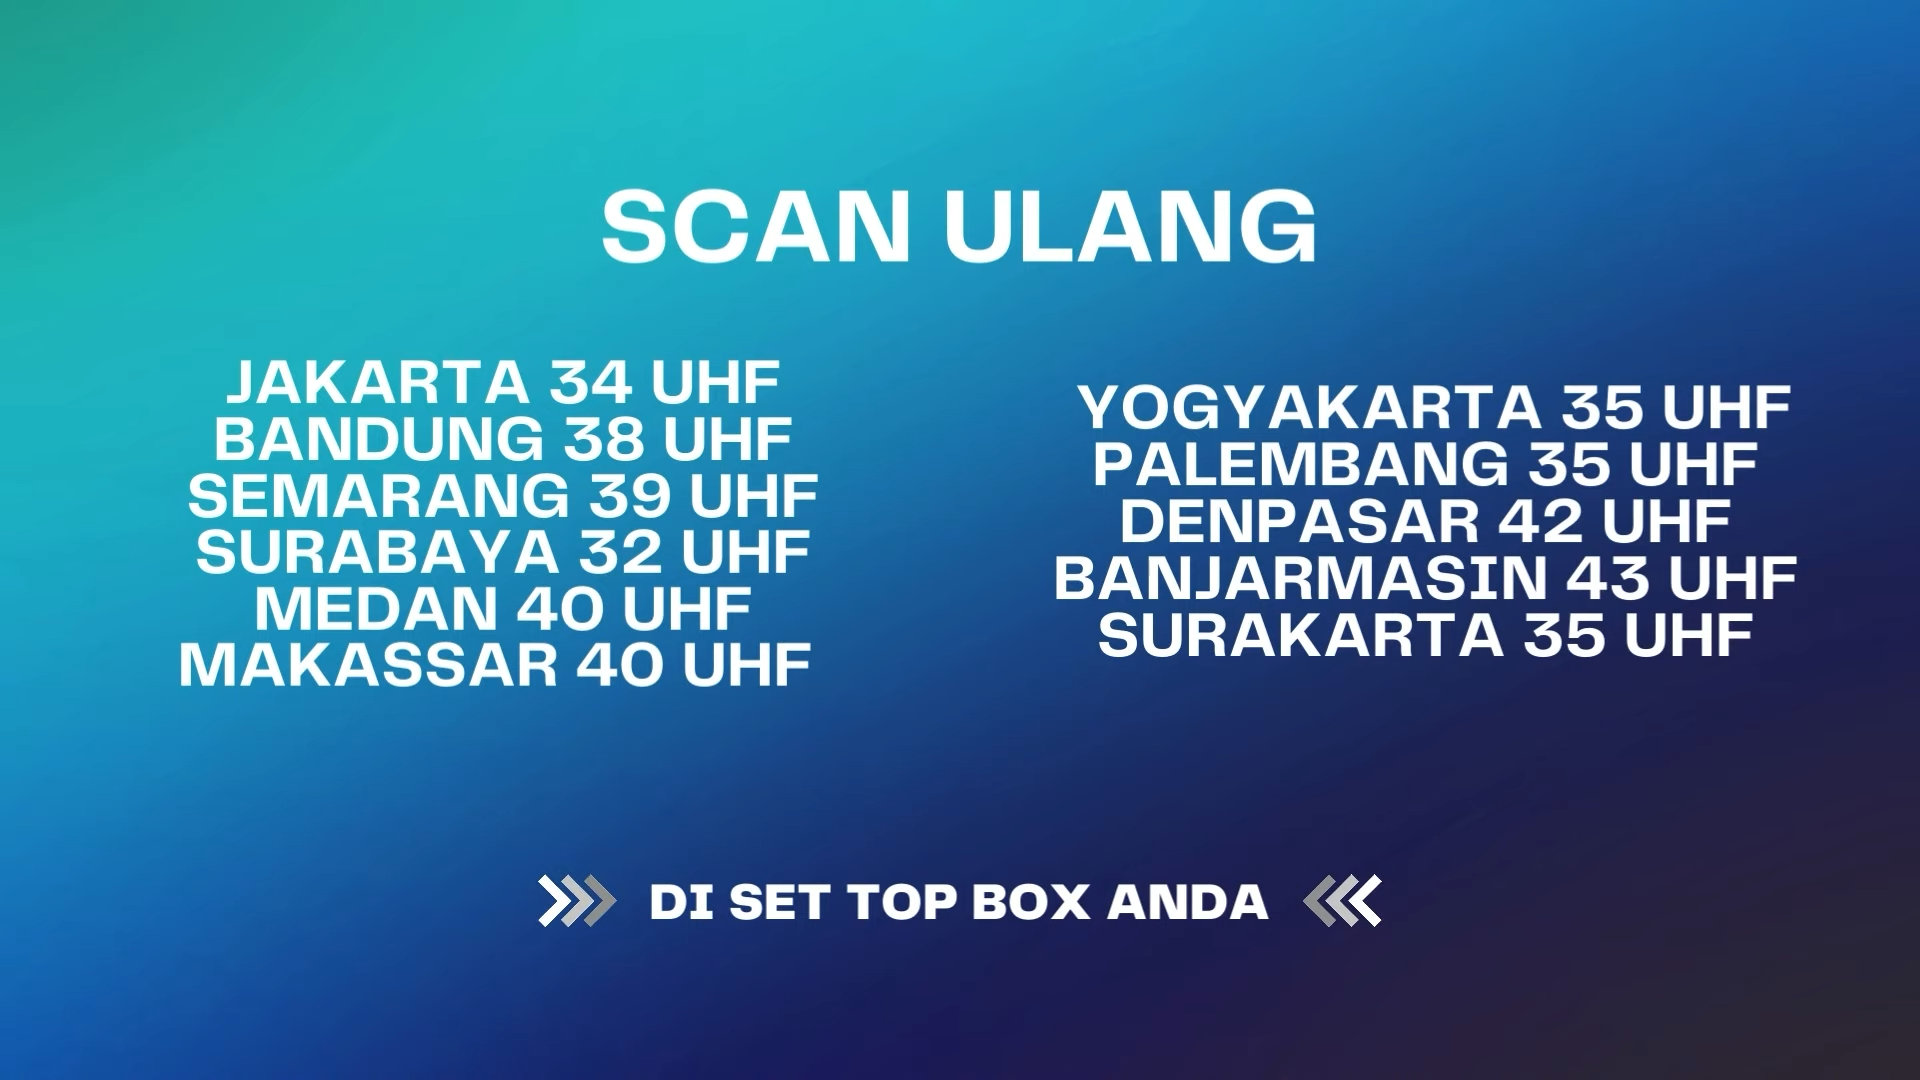 SCAN ULANG
JAKARTA 34 UHF
BANDUNG 38 UHF
SEMARANG 39 UHF
SURABAYA 32 UHF
MEDAN 40 UHF
MAKASSAR 40 UHF
YOGYAKARTA 35 UHF
PALEMBANG 35 UHF
DENPASAR 42 UHF
BANJARMASIN 43 UHF
SURAKARTA 35 UHF
DI SET TOP BOX ANDA